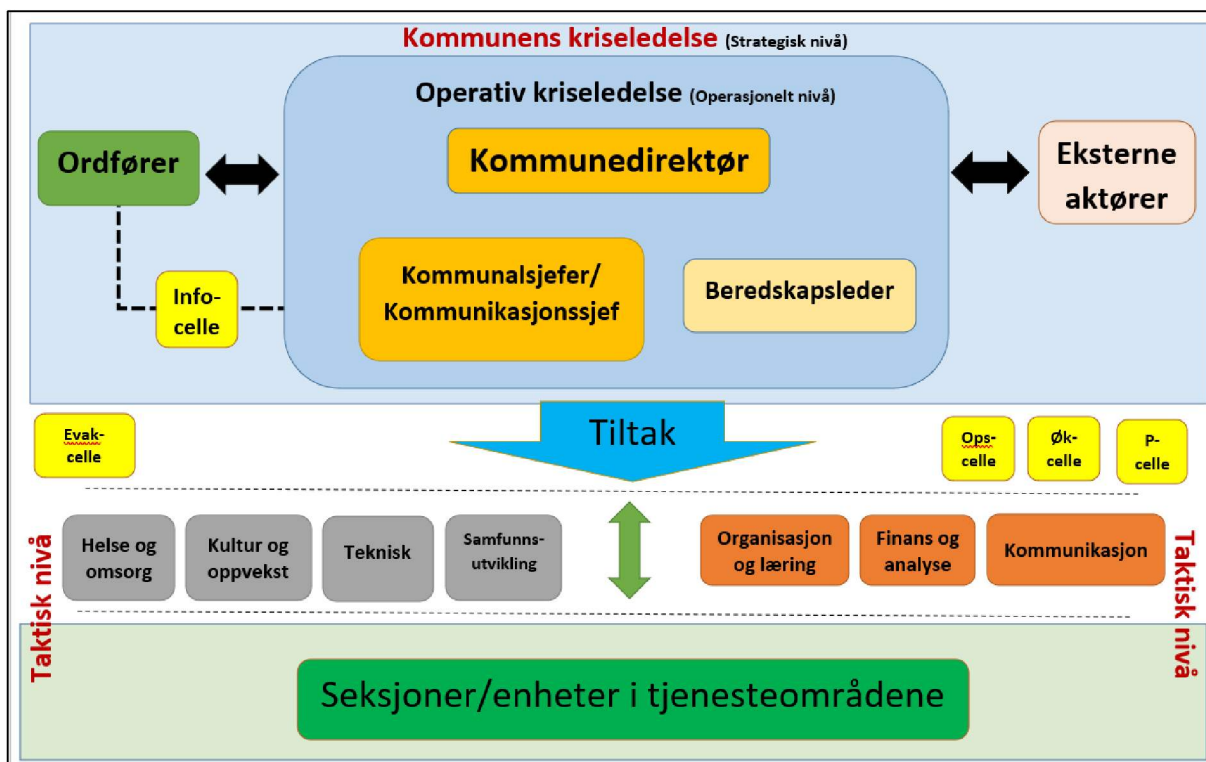 Kommunens kriseledelse (Strategisk nivå)
Operativ kriseledelse (Operasjonelt nivå)
Ordfører
Kommunedirektør
Eksterne
aktører
Info-
celle
Kommunalsjefer/
Kommunikasjonssjef
Beredskapsleder
Tiltak
Evak-
celle
Ops-
celle
Øk-
celle
P-
celle
Taktisk nivå
Helse og
omsorg
Kultur og
oppvekst
Teknisk
Samfunns-
utvikling
Organisasjon
og læring
Finans og
analyse
Kommunikasjon
Taktisk nivå
Seksjoner/enheter i tjenesteområdene